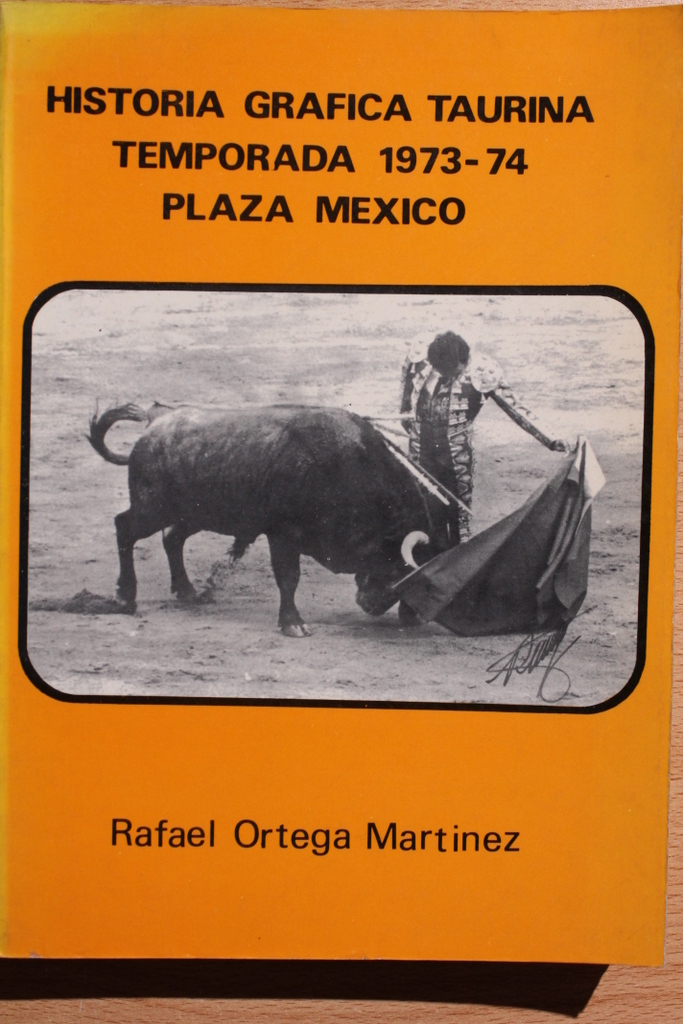 HISTORIA GRAFICA TAURINA
TEMPORADA 1973-74
PLAZA MEXICO
Rafael Ortega Martinez